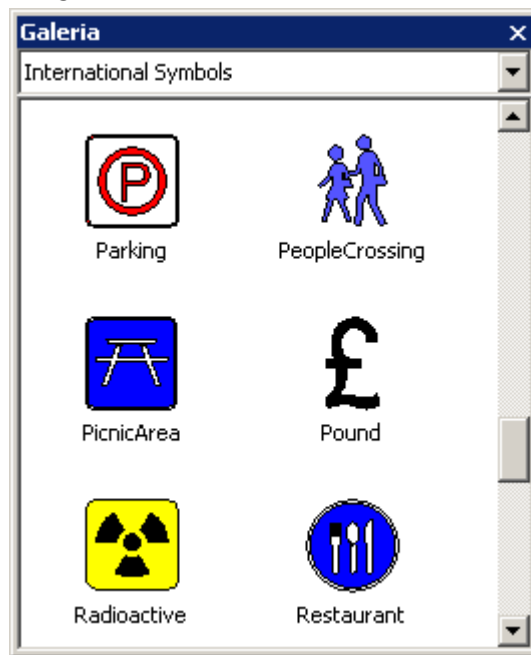 Galeria
International Symbols
P
Parking
PeopleCrossing
PicnicArea
£
Pound
Radioactive
Restaurant